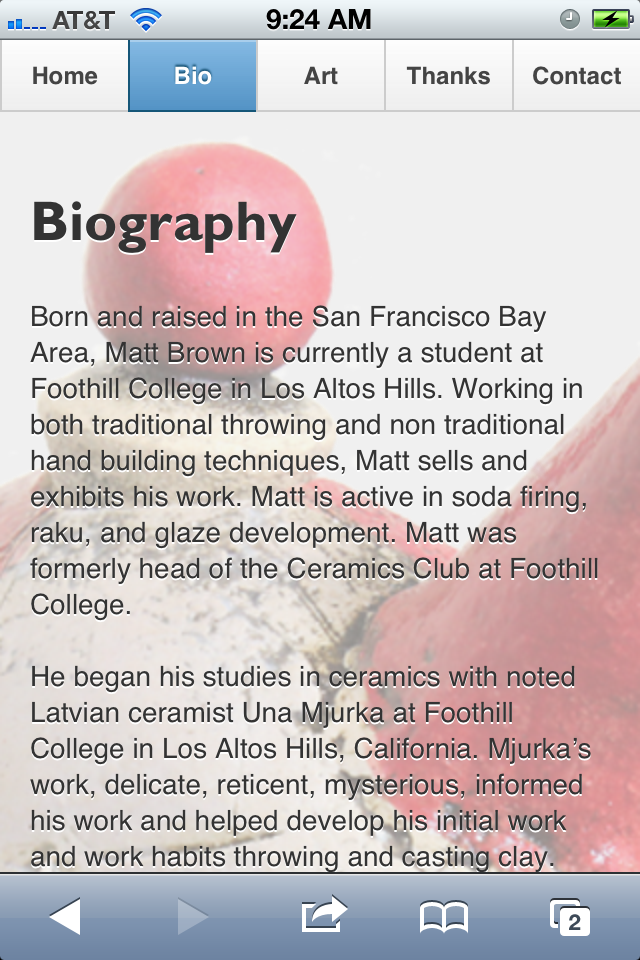 AT&T 9:24 AM
Home Bio Art Thanks Contact
Biography
Born and raised in the San Francisco Bay
Area, Matt Brown is currently a student at
Foothill College in Los Altos Hills. Working in
both traditional throwing and non traditional
hand building techniques, Matt sells and
exhibits his work. Matt is active in soda firing,
raku, and glaze development. Matt was
formerly head of the Ceramics Club at Foothill
College.
He began his studies in ceramics with noted
Latvian ceramist Una Mjurka at Foothill
College in Los Altos Hills, California. Mjurka’s
work, delicate, reticent, mysterious, informed
his work and helped develop his initial work
and work habits throwing and casting clay.
2